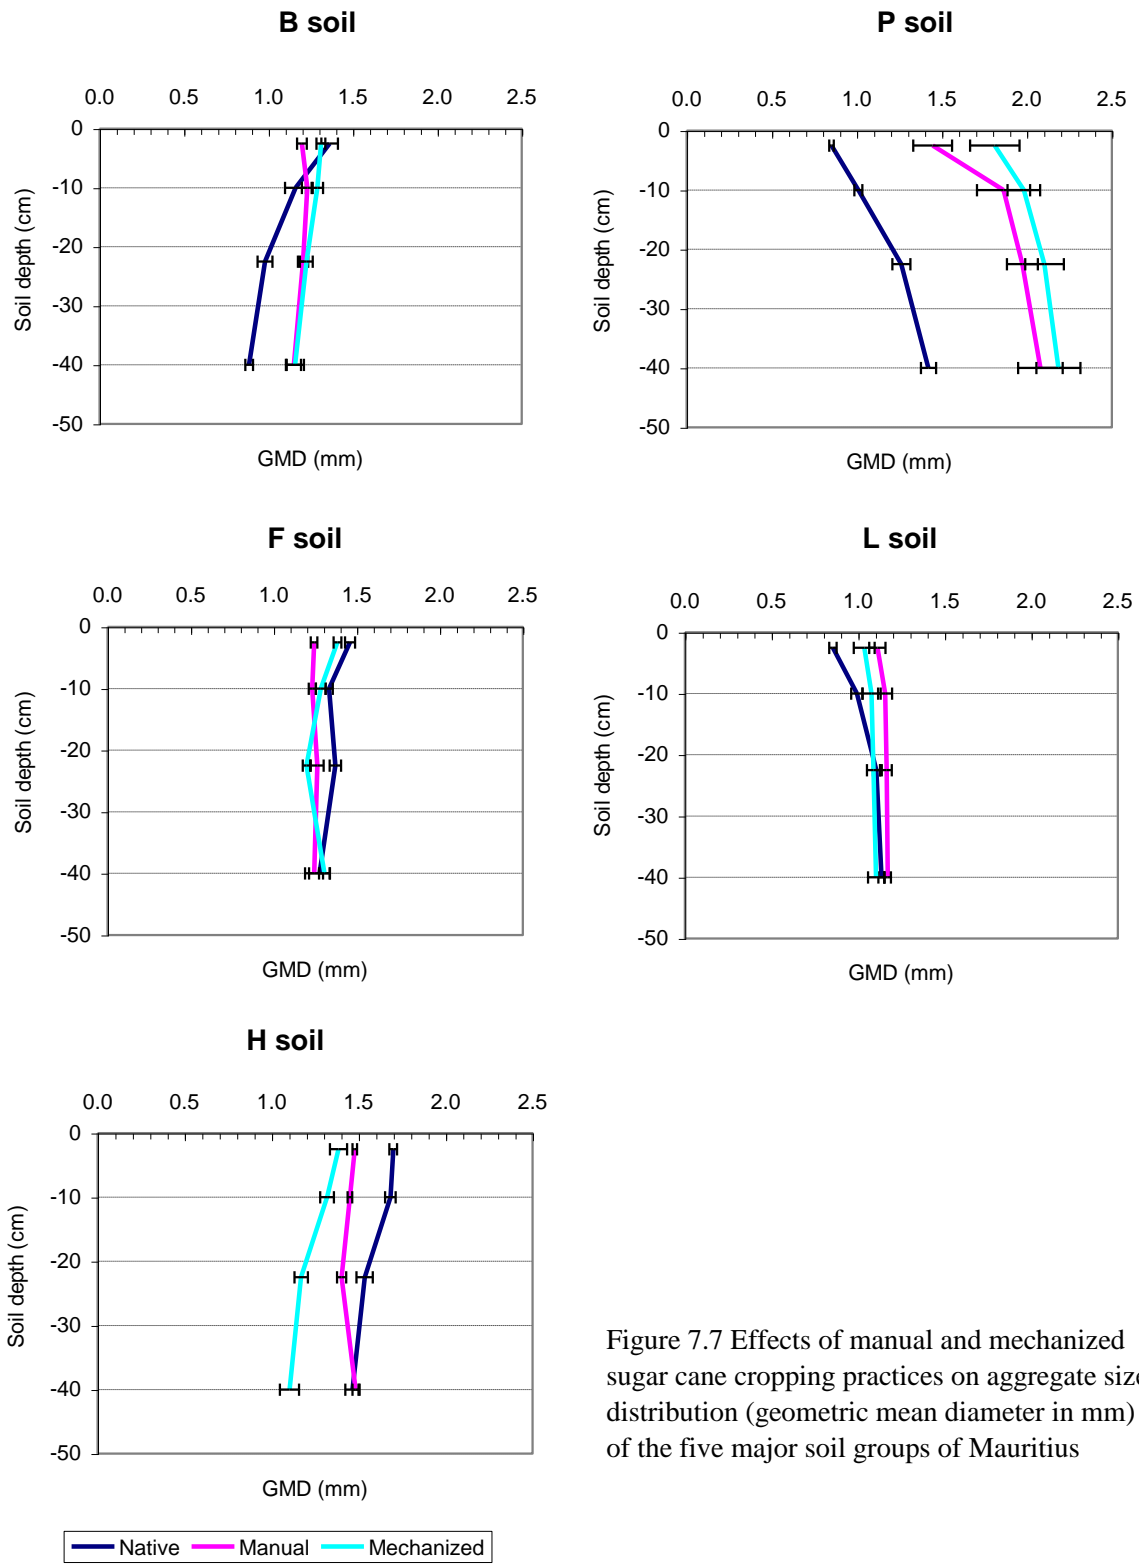 B soil
0.0 0.5 1.0 1.5 2.0 2.5
0
-10
-20
-30
-40
-50
Soil depth (cm)
GMD (mm)
P soil
0.0 0.5 1.0 1.5 2.0 2.5
0
-10
-20
-30
-40
-50
Soil depth (cm)
GMD (mm)
F soil
0.0 0.5 1.0 1.5 2.0 2.5
0
-10
-20
-30
-40
-50
Soil depth (cm)
GMD (mm)
L soil
0.0 0.5 1.0 1.5 2.0 2.5
0
-10
-20
-30
-40
-50
Soil depth (cm)
GMD (mm)
H soil
0.0 0.5 1.0 1.5 2.0 2.5
0
-10
-20
-30
-40
-50
Soil depth (cm)
GMD (mm)
Native Manual Mechanized
Figure 7.7 Effects of manual and mechanized
sugar cane cropping practices on aggregate size
distribution (geometric mean diameter in mm)
of the five major soil groups of Mauritius